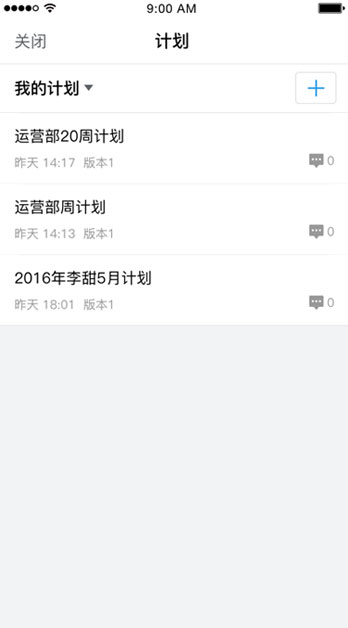 9:00 AM
关闭 计划
我的计划
运营部20周计划
昨天 14:17 版本1 0
运营部周计划
昨天 14:13 版本1 0
2016年李甜5月计划
昨天 18:01 版本1 0